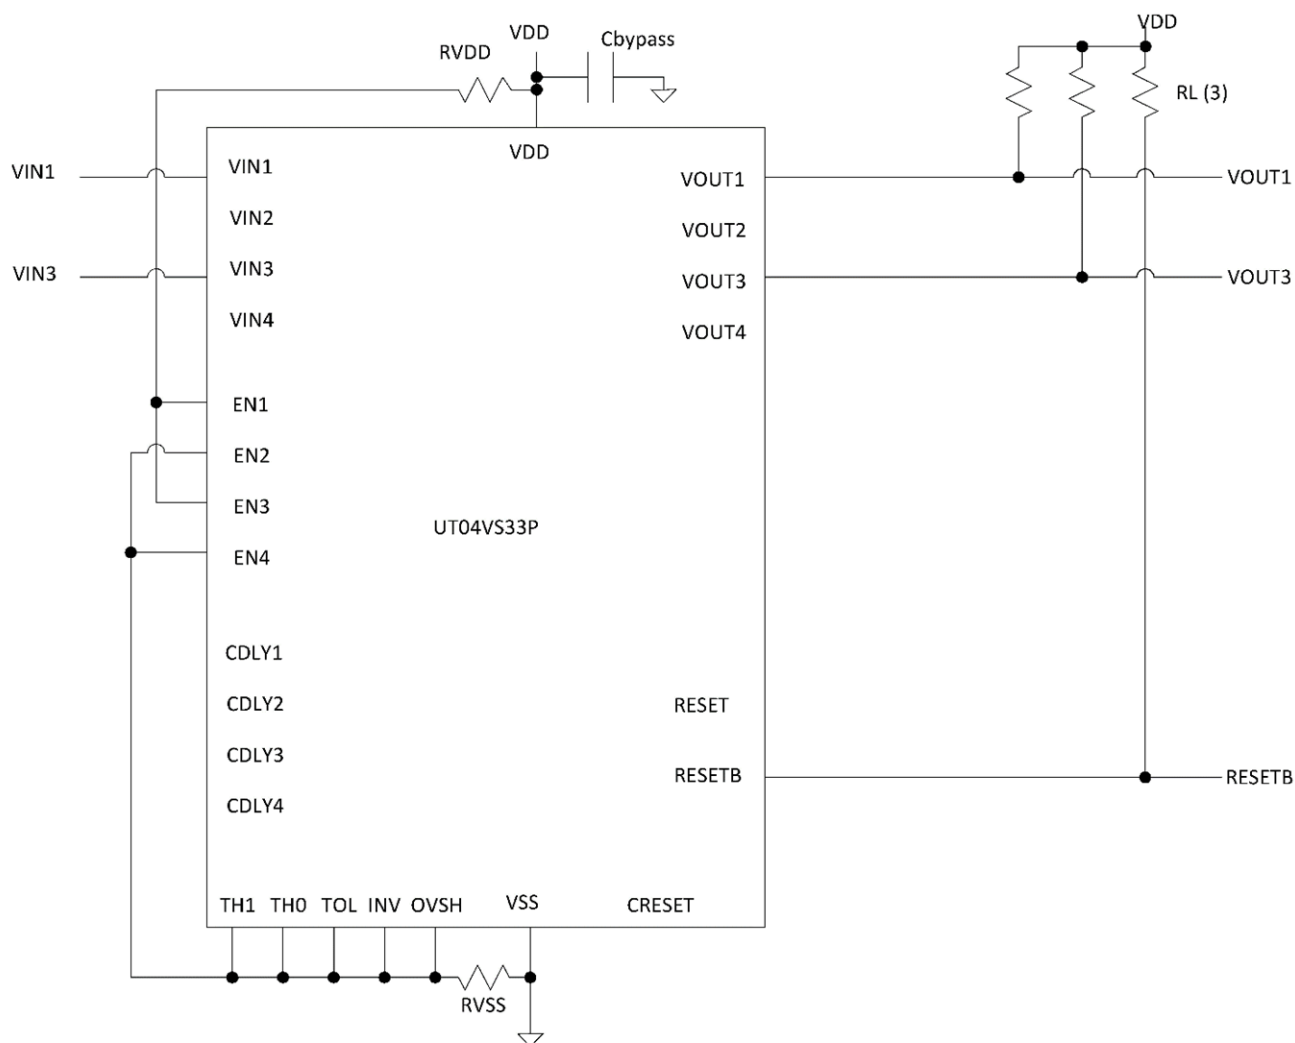 VDD
VDD
RVDD
Cbypass
RL (3)
VDD
VIN1
VIN1
VOUT1
VOUT1
VIN2
VOUT2
VIN3
VIN3
VOUT3
VOUT3
VIN4
VOUT4
EN1
EN2
EN3
UT04VS33P
EN4
CDLY1
CDLY2
RESET
CDLY3
RESETB
RESETB
CDLY4
TH1 TH0 TOL INV OVSH VSS CRESET
RVSS